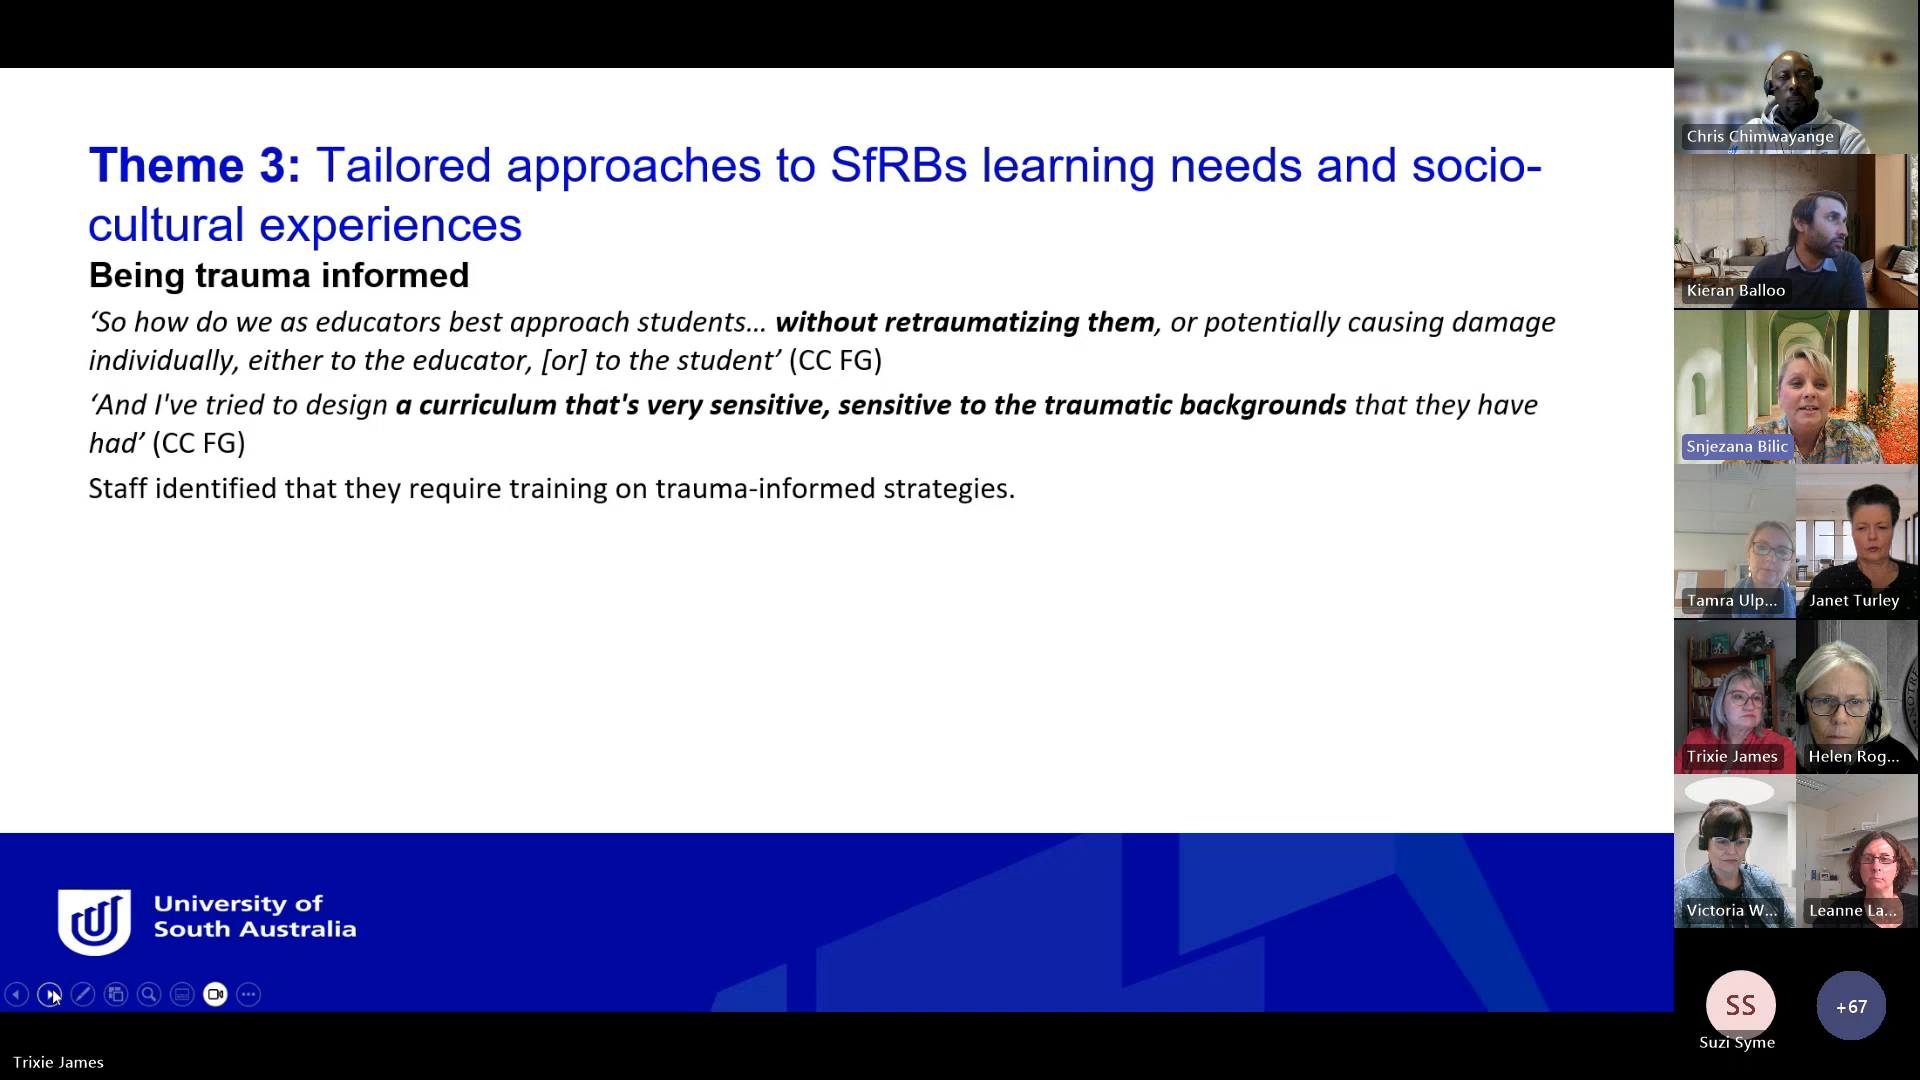 Theme 3: Tailored approaches to SfRBs learning needs and socio-
cultural experiences
Being trauma informed
‘So how do we as educators best approach students... without retraumatizing them, or potentially causing damage
individually, either to the educator, [or] to the student’ (CC FG)
‘And I've tried to design a curriculum that's very sensitive, sensitive to the traumatic backgrounds that they have
had’ (CC FG)
Staff identified that they require training on trauma-informed strategies.
University of
South Australia
Trixie James
Chris Chimwayange
Kieran Balloo
Snjezana Bilic
Tamra Ulp...
Janet Turley
Trixie James
Helen Rog...
Victoria W...
Leanne La...
SS
Suzi Syme
+67